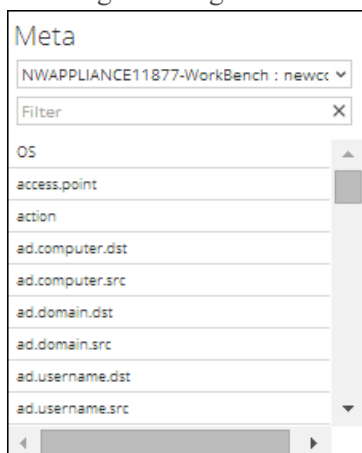 Meta
NWAPPLIANCE11877-WorkBench : newcc
Filter
OS
access.point
action
ad.computer.dst
ad.computer.src
ad.domain.dst
ad.domain.src
ad.username.dst
ad.username.src